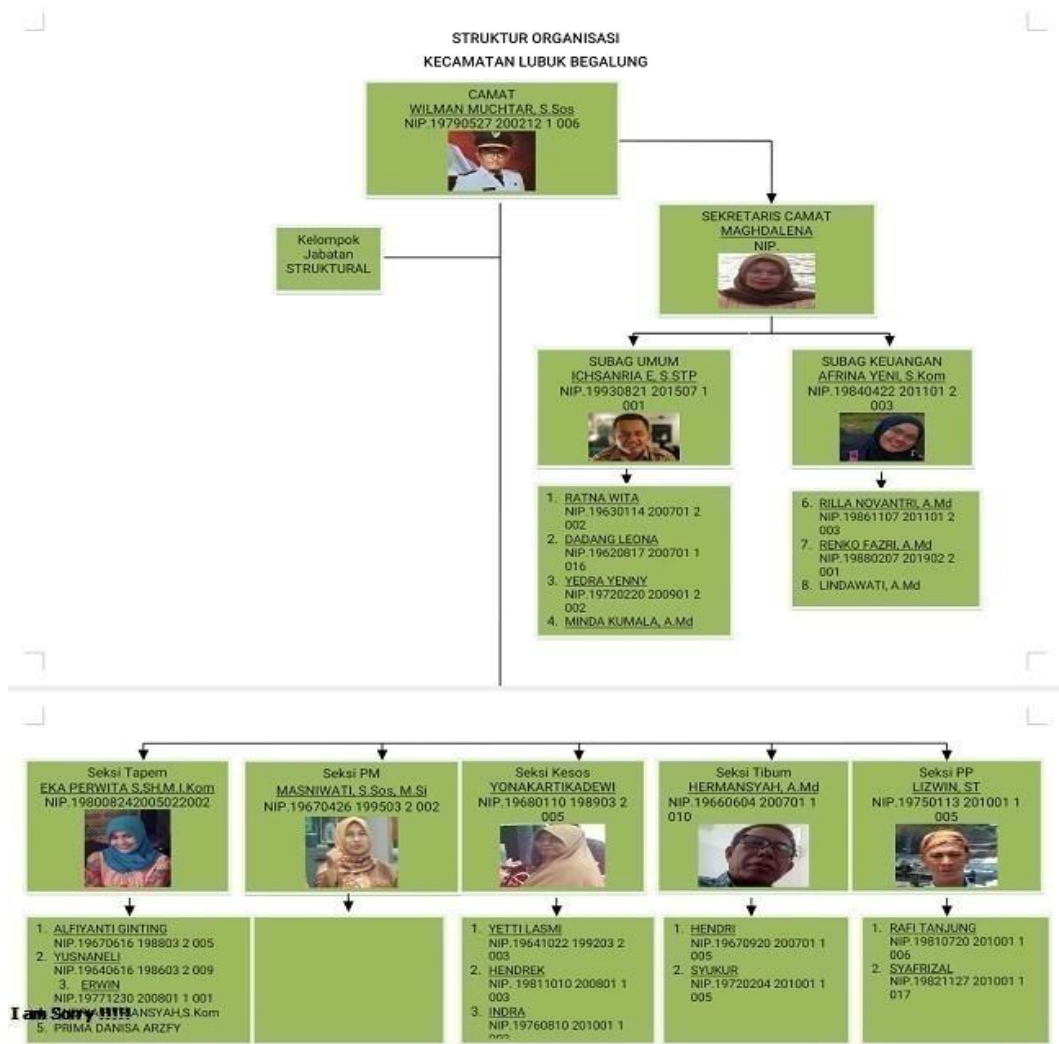 STRUKTUR ORGANISASI
KECAMATAN LUBUK BEGALUNG
CAMAT
WILMAN MUCHTAR, S.Sos
NIP.19790527 200212 1 006
Kelompok
Jabatan
STRUKTURAL
SEKRETARIS CAMAT
MAGHDALENA
NIP.
SUBAG UMUM
ICHSANRIA E, S.STP
NIP.19930821 201507 1
001
SUBAG KEUANGAN
AFRINA YENI, S.Kom
NIP.19840422 201101 2
003
1. RATNA WITA
NIP.19630114 200701 2
002
2. DADANG LEONA
NIP.19620817 200701 1
016
3. YEDRA YENNY
NIP.19720220 200901 2
002
4. MINDA KUMALA, A.Md
6. RILLA NOVANTRI, A.Md
NIP.19861107 201101 2
003
7. RENKO FAZRI, A.Md
NIP.19880207 201902 2
001
8. LINDAWATI, A.Md
Seksi Tapem
EKA PERWITA S,SH,M.I.Kom
NIP.198008242005022002
Seksi PM
MASNIWATI, S.Sos, M.Si
NIP.19670426 199503 2 002
Seksi Kesos
YONAKARTIKADEWI
NIP.19680110 198903 2
005
Seksi Tibum
HERMANSYAH, A.Md
NIP.19660604 200701 1
010
Seksi PP
LIZWIN, ST
NIP.19750113 201001 1
005
1. ALFIYANTI GINTING
NIP.19670616 198803 2 005
2. YUSNANELI
NIP.19640616 198603 2 009
3. ERWIN
NIP.19771230 200801 1 001
I am Sorry !!!!!
5. PRIMA DANISA ARZFY
1. YETTI LASMI
NIP.19641022 199203 2
003
2. HENDREK
NIP. 19811010 200801 1
003
3. INDRA
NIP.19760810 201001 1
1. HENDRI
NIP.19670920 200701 1
005
2. SYUKUR
NIP.19720204 201001 1
005
1. RAFI TANJUNG
NIP.19810720 201001 1
006
2. SYAFRIZAL
NIP.19821127 201001 1
017